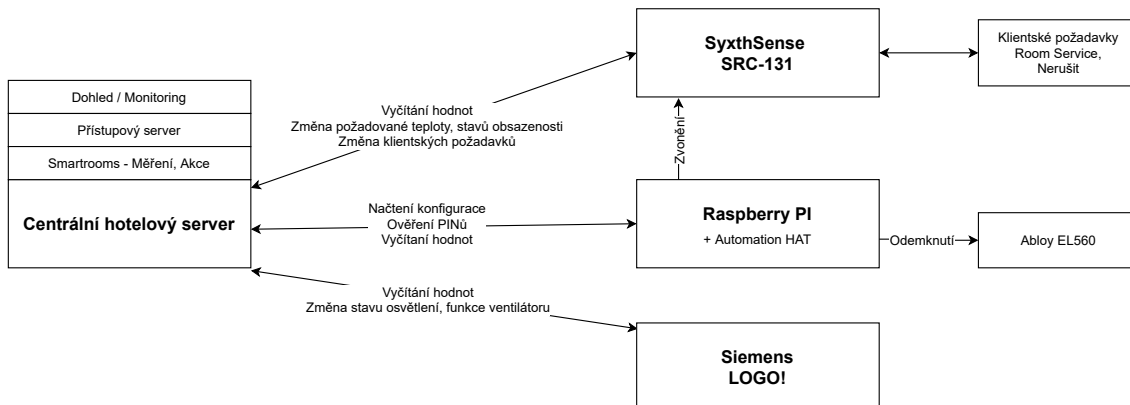 SyxthSense
SRC-131
Klientské požadavky
Room Service,
Nerušit
Dohled / Monitoring
Přístupový server
Smartrooms - Měření, Akce
Centrální hotelový server
Vyčítání hodnot
Změna požadované teploty, stavů obsazenosti
Změna klientských požadavků
Zvonění
Načtení konfigurace
Ověření PINů
Vyčítaní hodnot
Raspberry PI
+ Automation HAT
Odemknutí
Abloy EL560
Vyčítání hodnot
Změna stavu osvětlení, funkce ventilátoru
Siemens
LOGO!